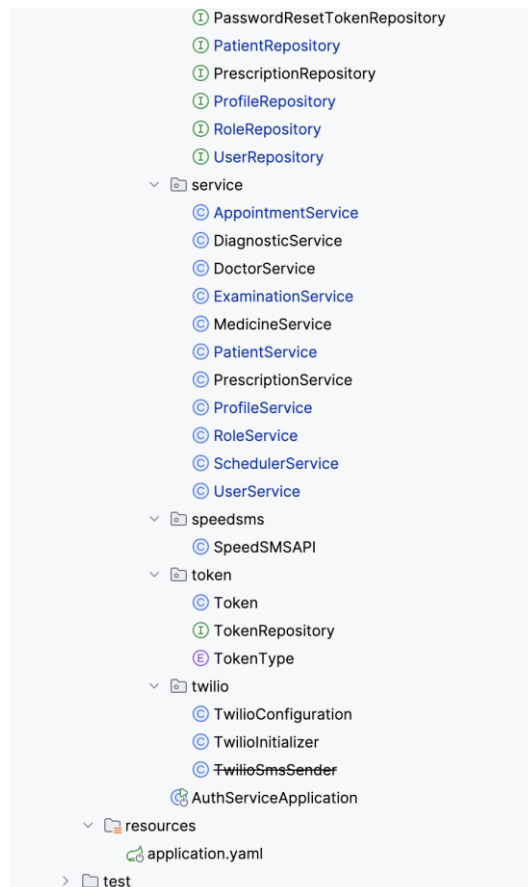 PasswordResetTokenRepository
PatientRepository
PrescriptionRepository
ProfileRepository
RoleRepository
UserRepository
service
AppointmentService
DiagnosticService
DoctorService
ExaminationService
MedicineService
PatientService
PrescriptionService
ProfileService
RoleService
SchedulerService
UserService
speedsms
SpeedSMSAPI
token
Token
TokenRepository
TokenType
twilio
TwilioConfiguration
TwilioInitializer
TwilioSmsSender
AuthServiceApplication
resources
application.yaml
test